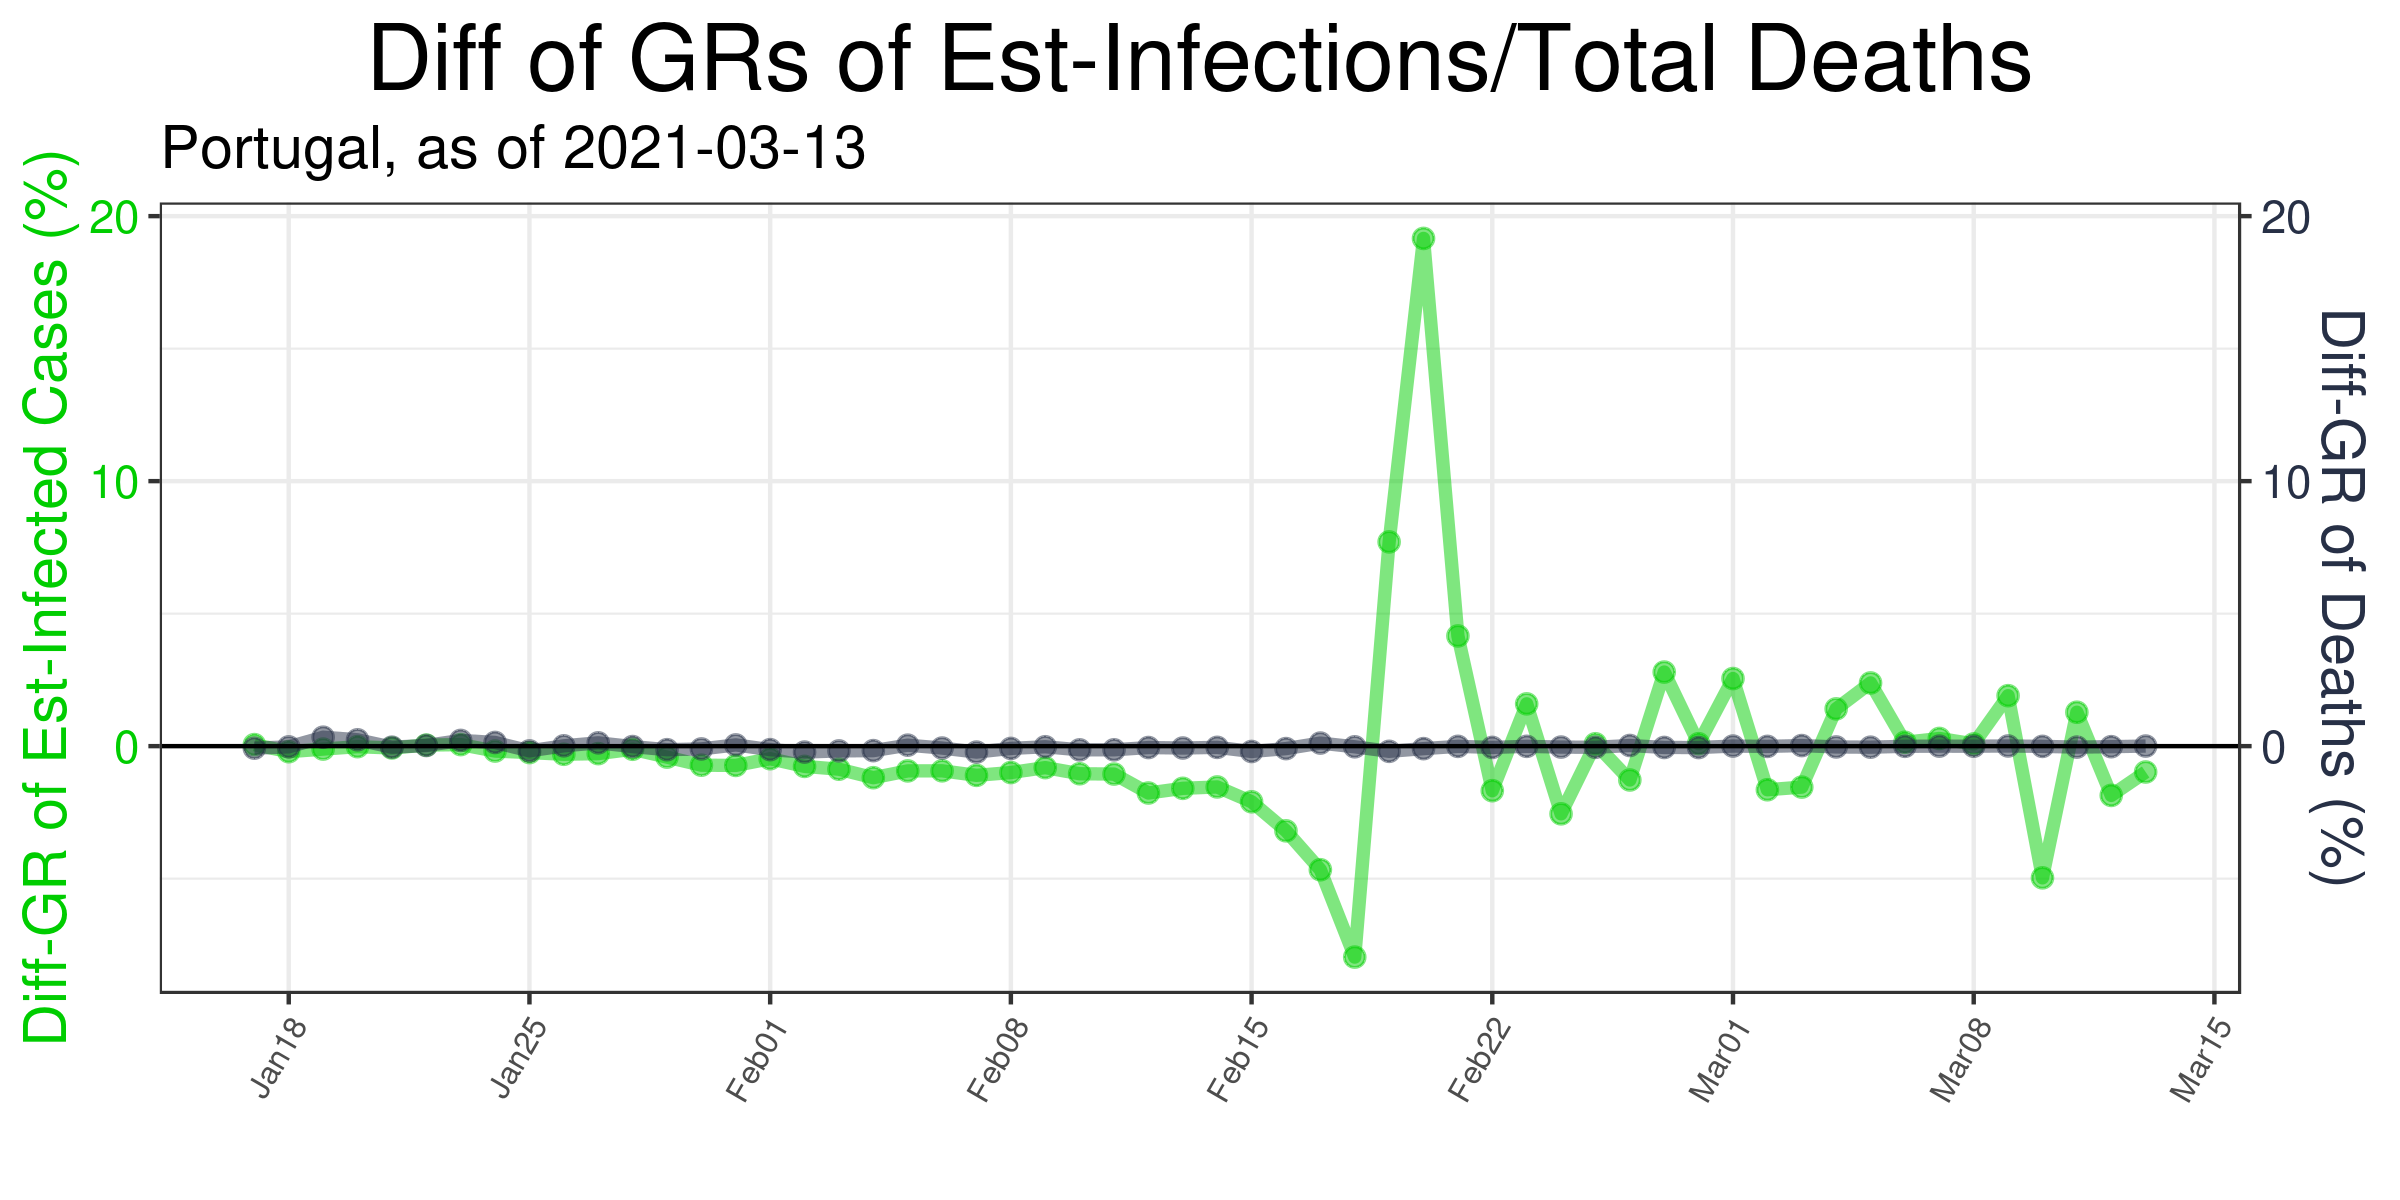 Diff of GRs of Est-Infections/Total Deaths
Portugal, as of 2021-03-13
Diff-GR of Est-Infected Cases (%)
20
10
0
20
10
0
Diff-GR of Deaths (%)
Jan18
Jan25
Feb01
Feb08
Feb15
Feb22
Mar01
Mar08
Mar15